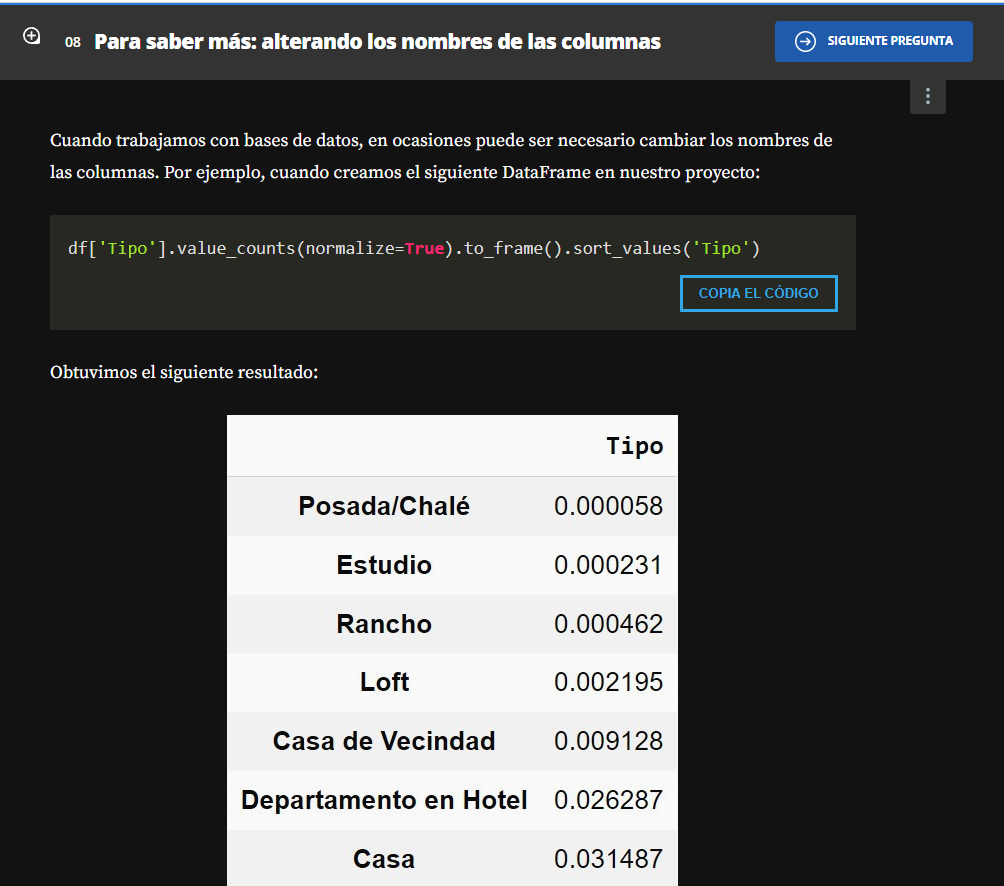 08 Para saber más: alterando los nombres de las columnas
SIGUIENTE PREGUNTA
Cuando trabajamos con bases de datos, en ocasiones puede ser necesario cambiar los nombres de
las columnas. Por ejemplo, cuando creamos el siguiente DataFrame en nuestro proyecto:
df['Tipo'].value_counts(normalize=True).to_frame().sort_values('Tipo')
COPIA EL CÓDIGO
Obtuvimos el siguiente resultado:
Tipo
Posada/Chalé 0.000058
Estudio 0.000231
Rancho 0.000462
Loft 0.002195
Casa de Vecindad 0.009128
Departamento en Hotel 0.026287
Casa 0.031487